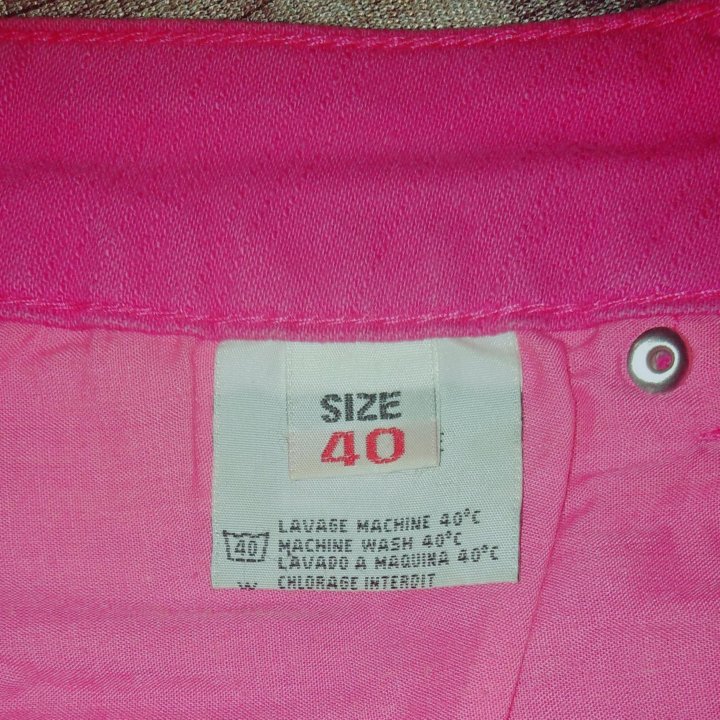 SIZE
40
LAVAGE MACHINE 40°C
40 MACHINE WASH 40°C
LAVADO A MAQUINA 40°C
CHLORAGE INTERDIT